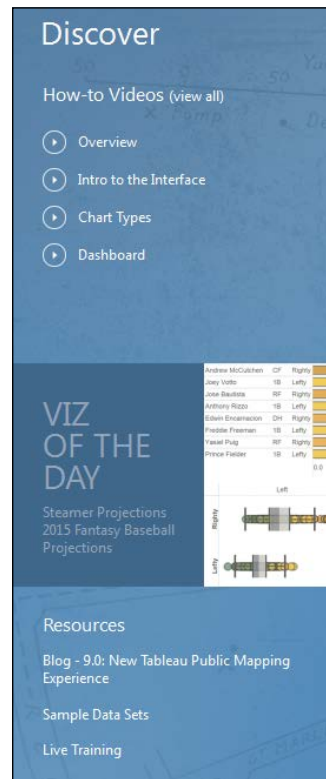 Discover
How-to Videos (view all)
Overview
Intro to the Interface
Chart Types
Dashboard
VIZ
OF THE
DAY
Steamer Projections
2015 Fantasy Baseball
Projections
Andrew McCutchen CF Righty
Joey Votto 1B Lefty
Jose Bautista RF Righty
Anthony Rizzo 1B Lefty
Edwin Encarnacion DH Righty
Freddie Freeman 1B Lefty
Yasiel Puig RF Righty
Prince Fielder 1B Lefty
0.0
Left
Righty
Lefty
Resources
Blog - 9.0: New Tableau Public Mapping
Experience
Sample Data Sets
Live Training